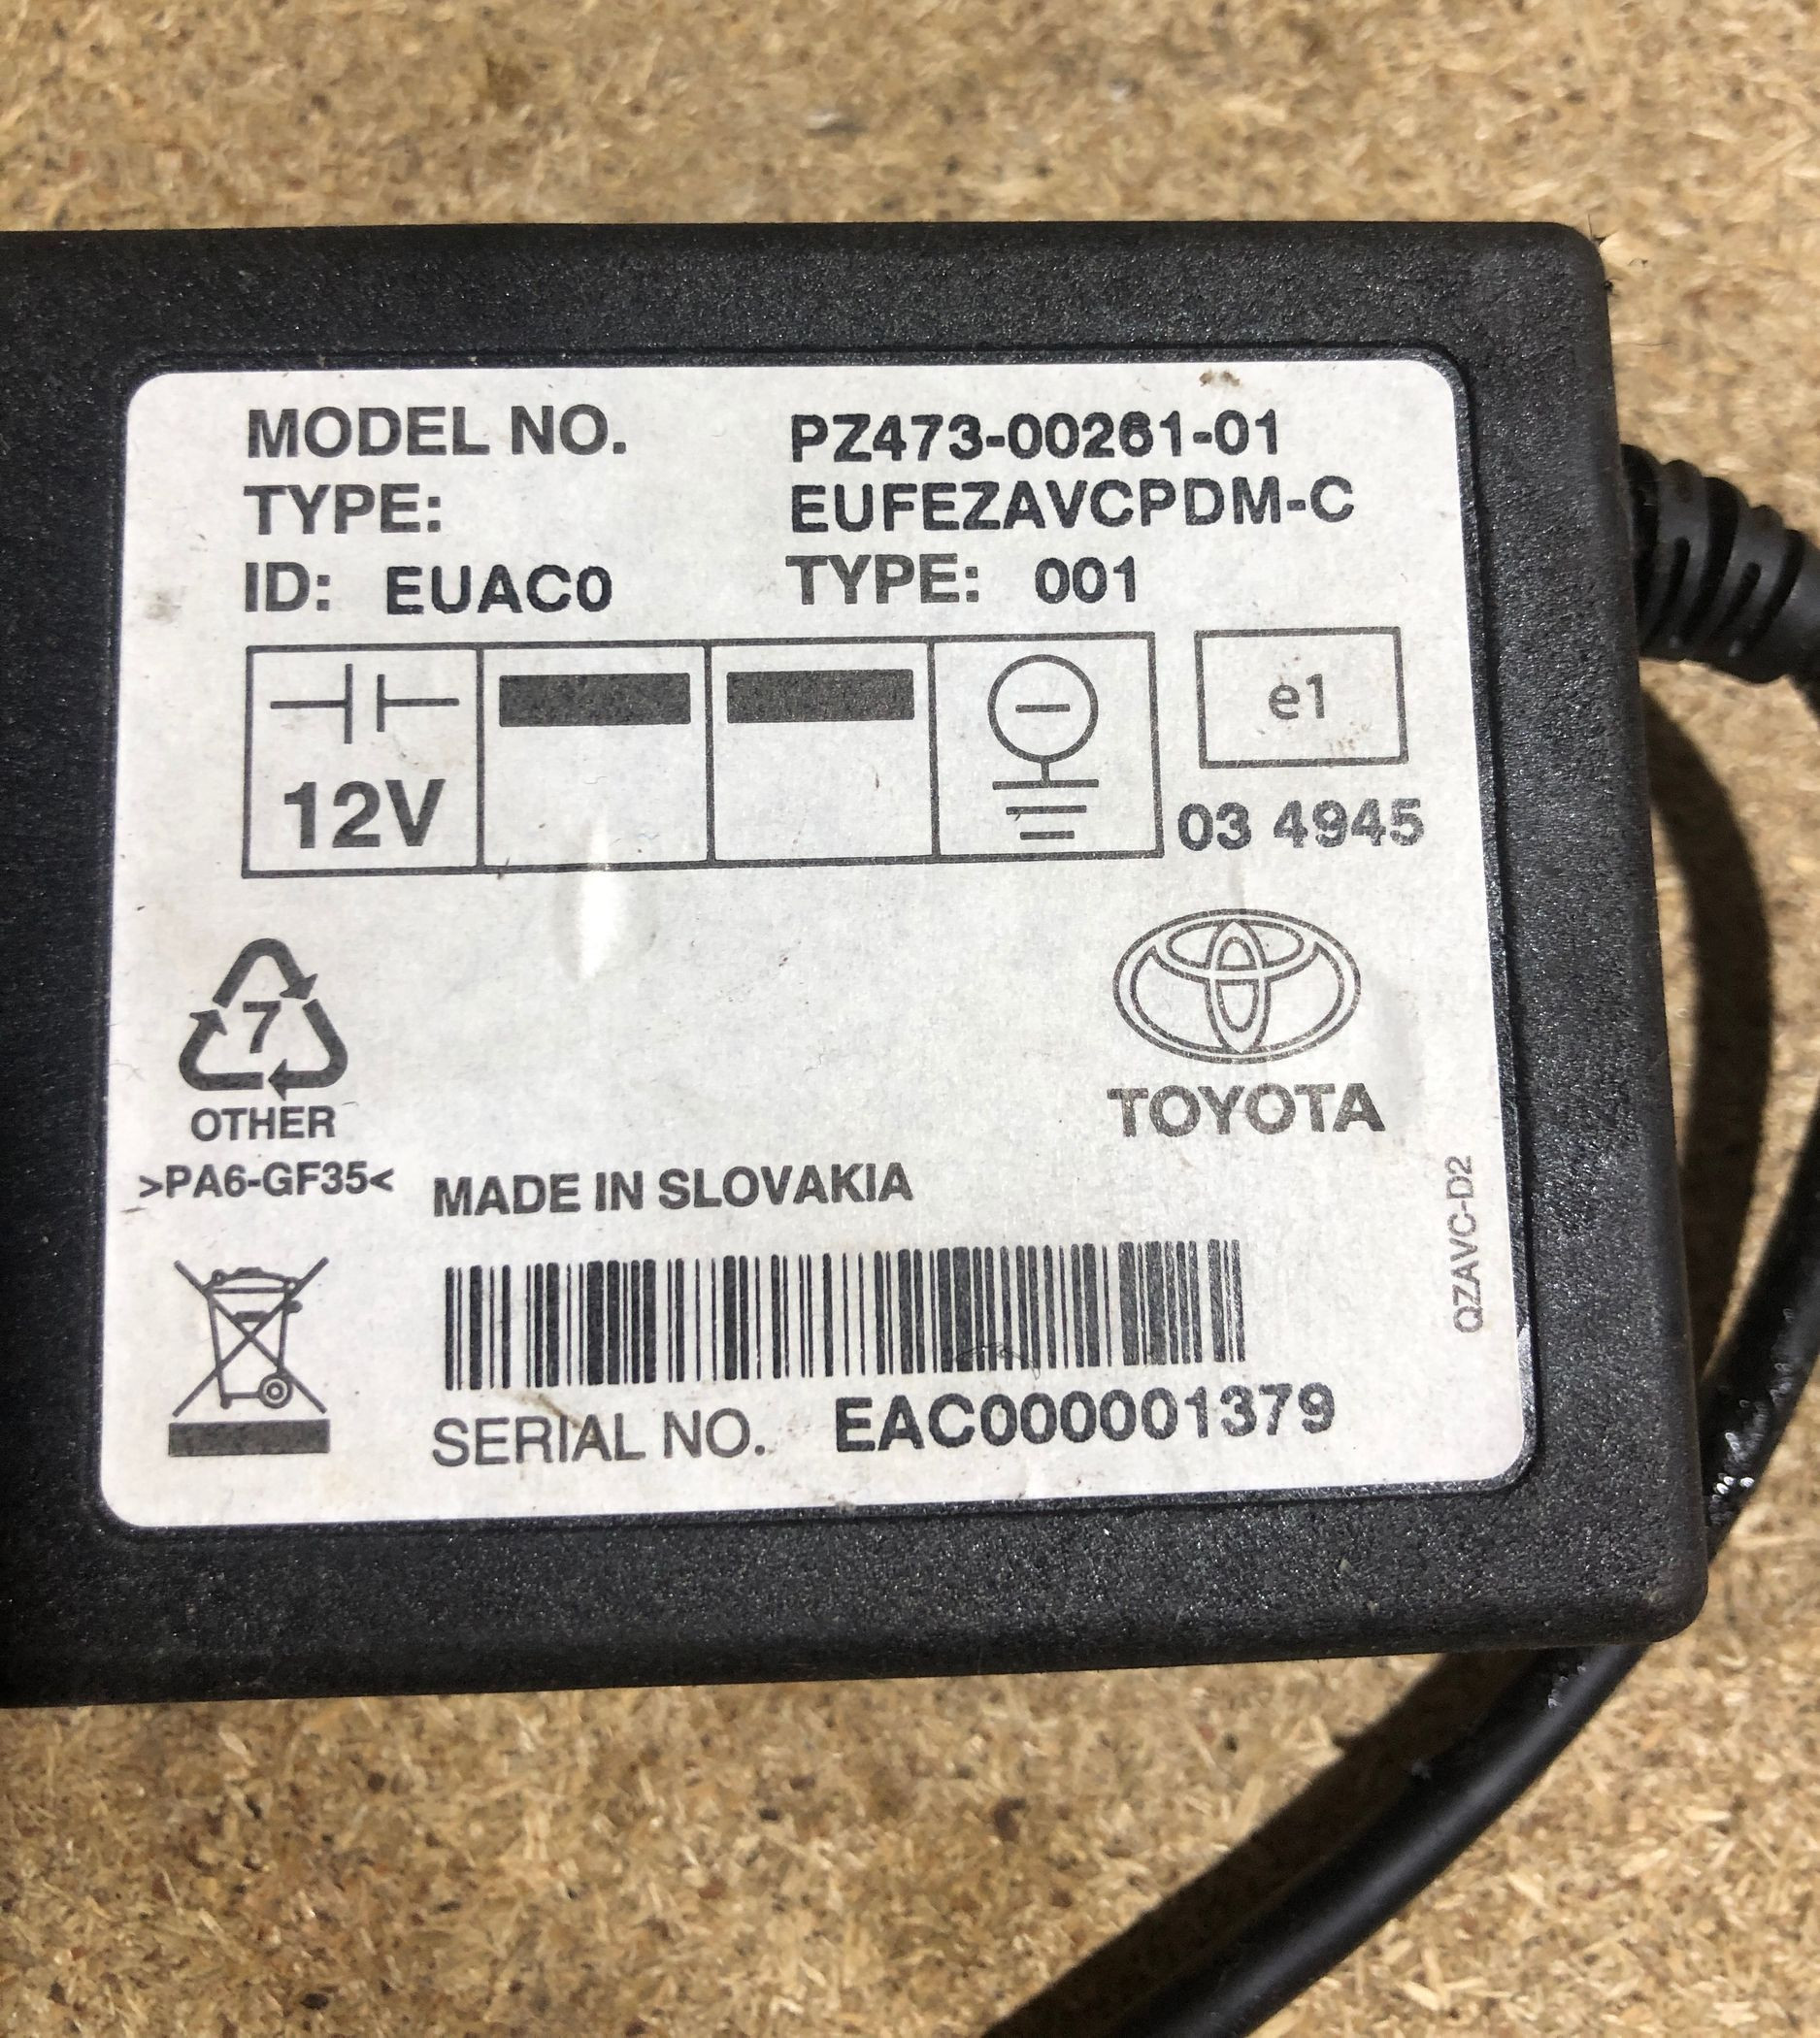 MODEL NO. PZ473-00261-01
TYPE: EUFEZAVCPDM-C
ID: EUAC0 TYPE: 001
12V
e1
03 4945
7
OTHER
>PA6-GF35<
TOYOTA
MADE IN SLOVAKIA
QZAVC-D2
SERIAL NO. EAC000001379